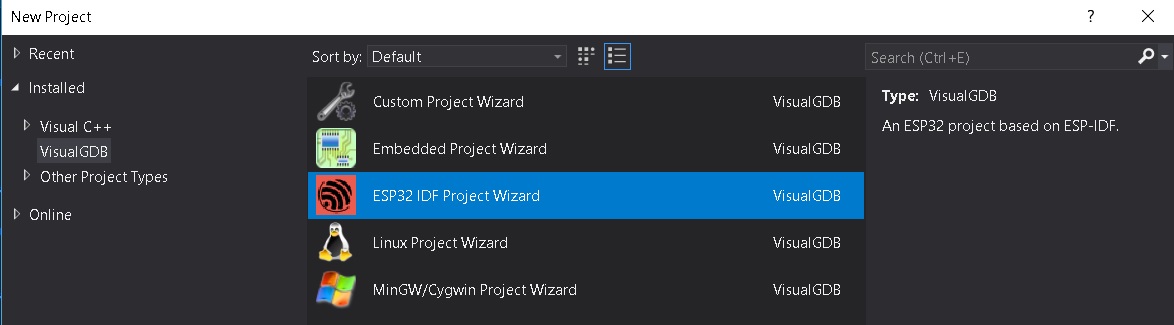 New Project
?
Recent
Installed
Visual C++
VisualGDB
Other Project Types
Online
Sort by: Default
Custom Project Wizard VisualGDB
Embedded Project Wizard VisualGDB
ESP32 IDF Project Wizard VisualGDB
Linux Project Wizard VisualGDB
MinGW/Cygwin Project Wizard VisualGDB
Search (Ctrl+E)
Type: VisualGDB
An ESP32 project based on ESP-IDF.